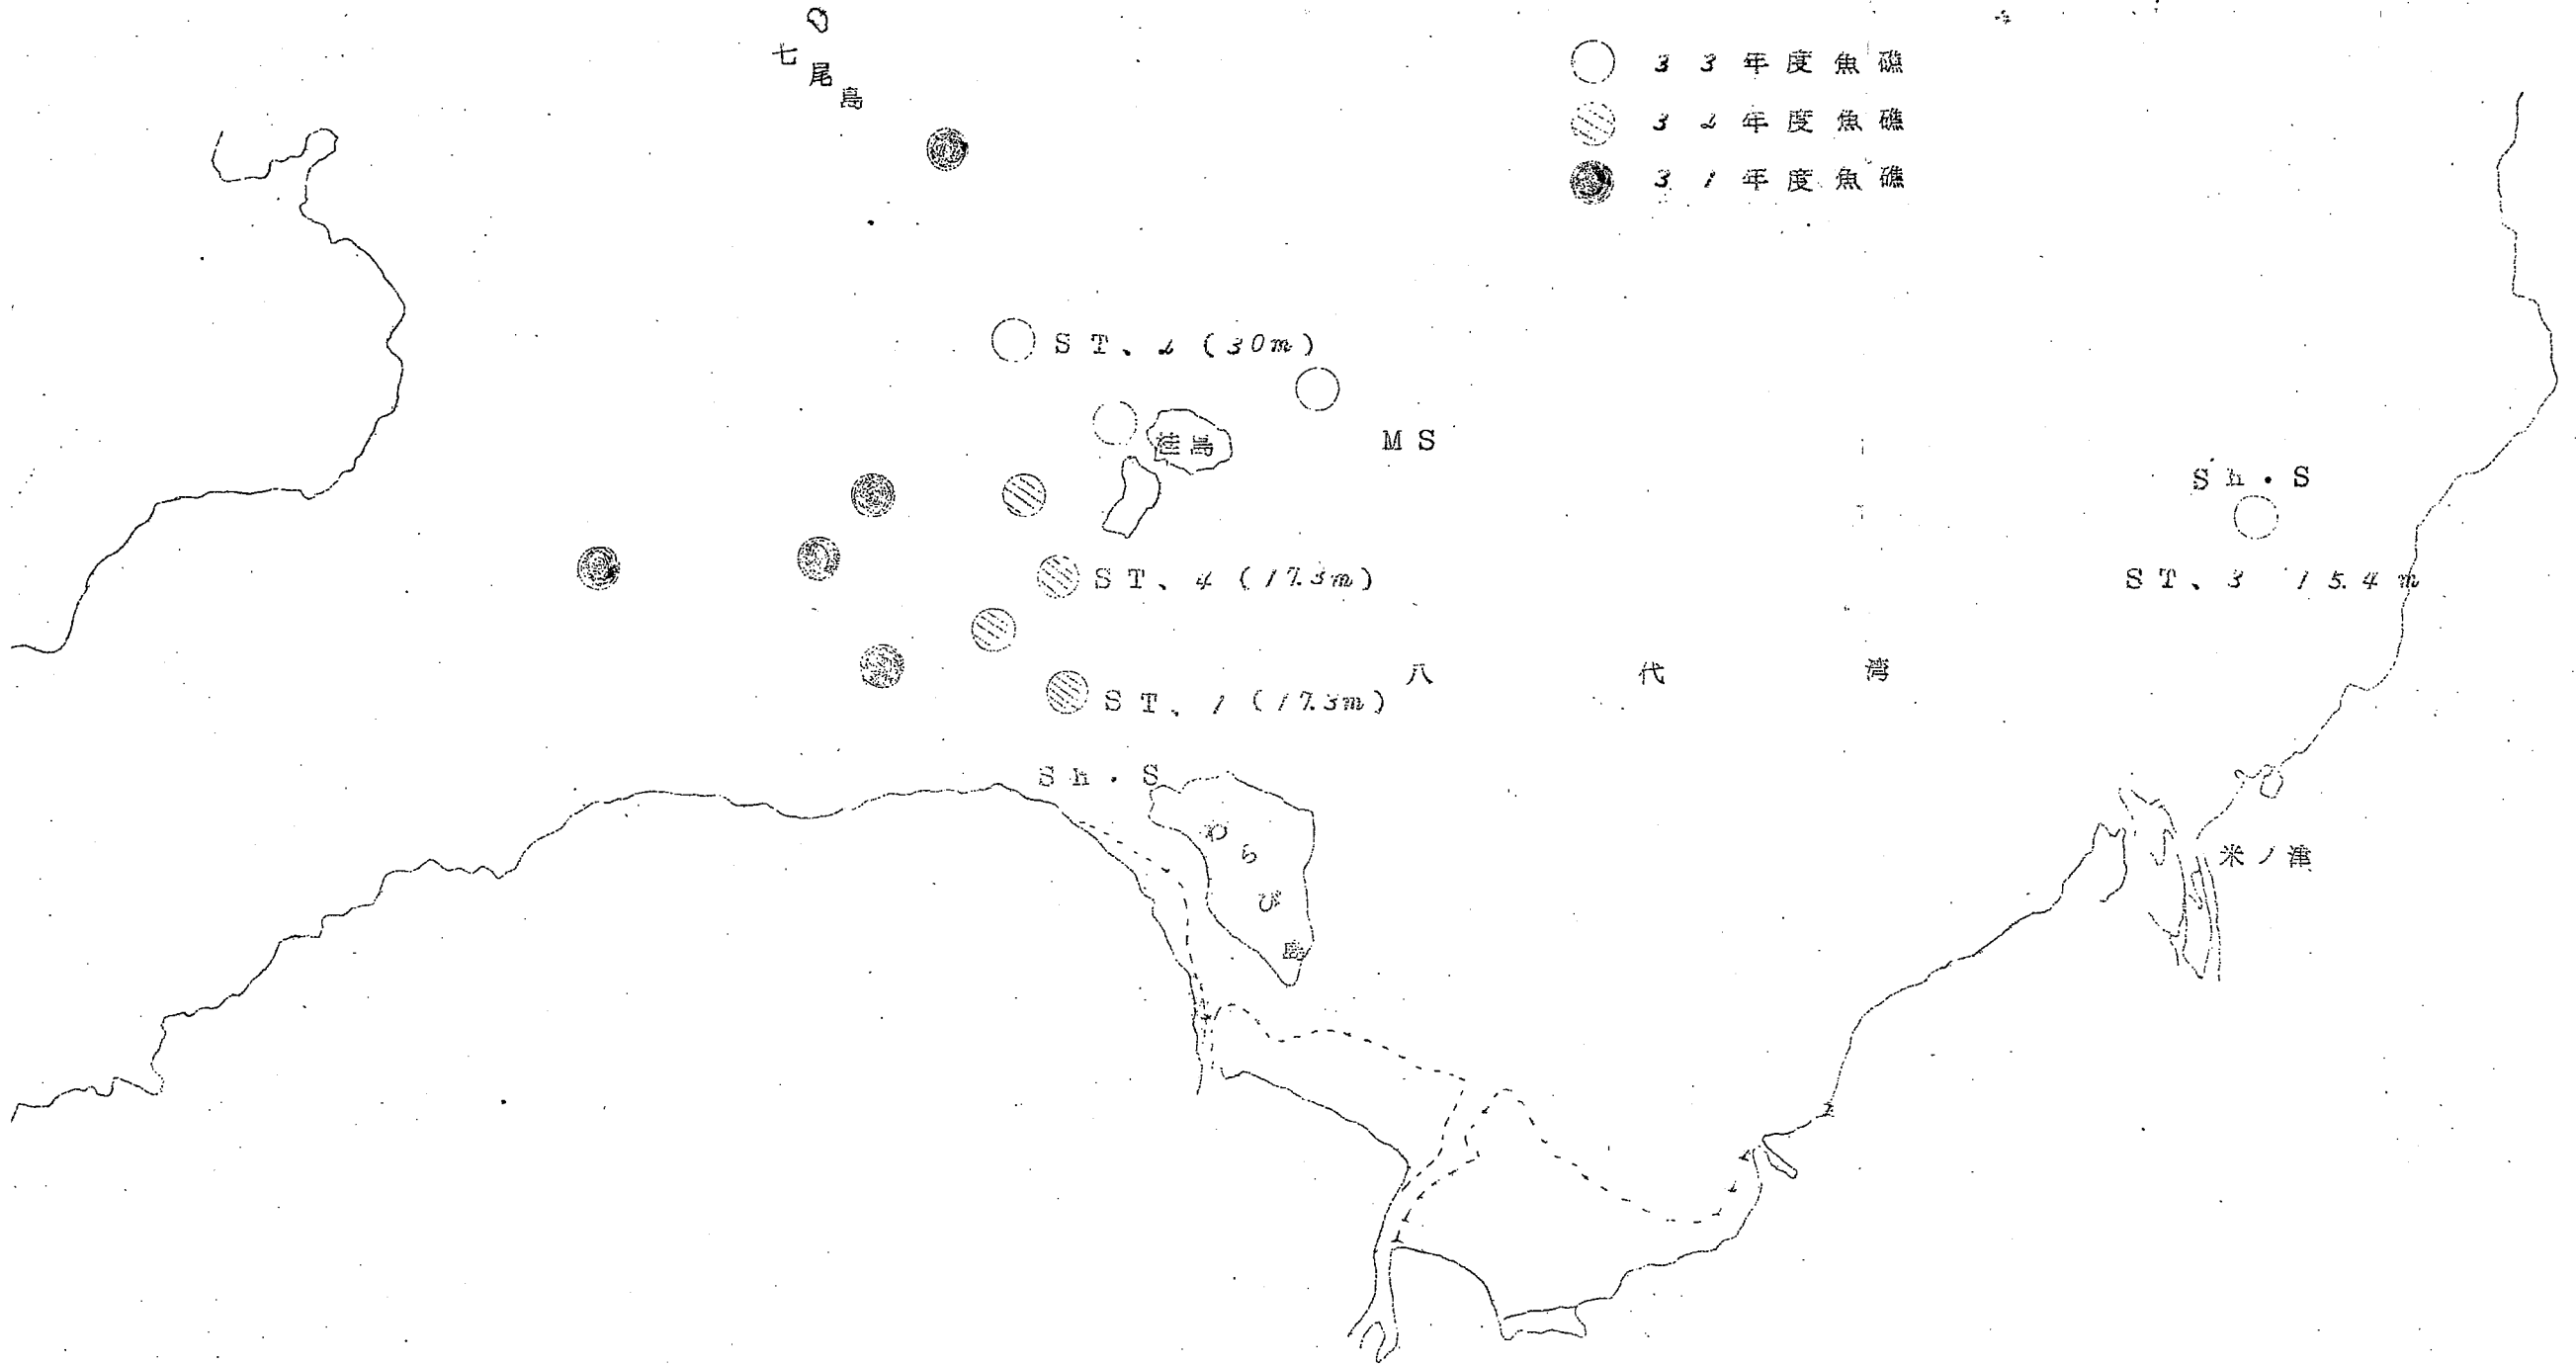 七尾島
33年度魚礁
32年度魚礁
31年度魚礁
ST、2(30m)
島
MS
Sh・S
ST、4(17.3m)
ST、3 15.4m
八代湾
ST、1(17.3m)
Sh・S
わらび島
米ノ津